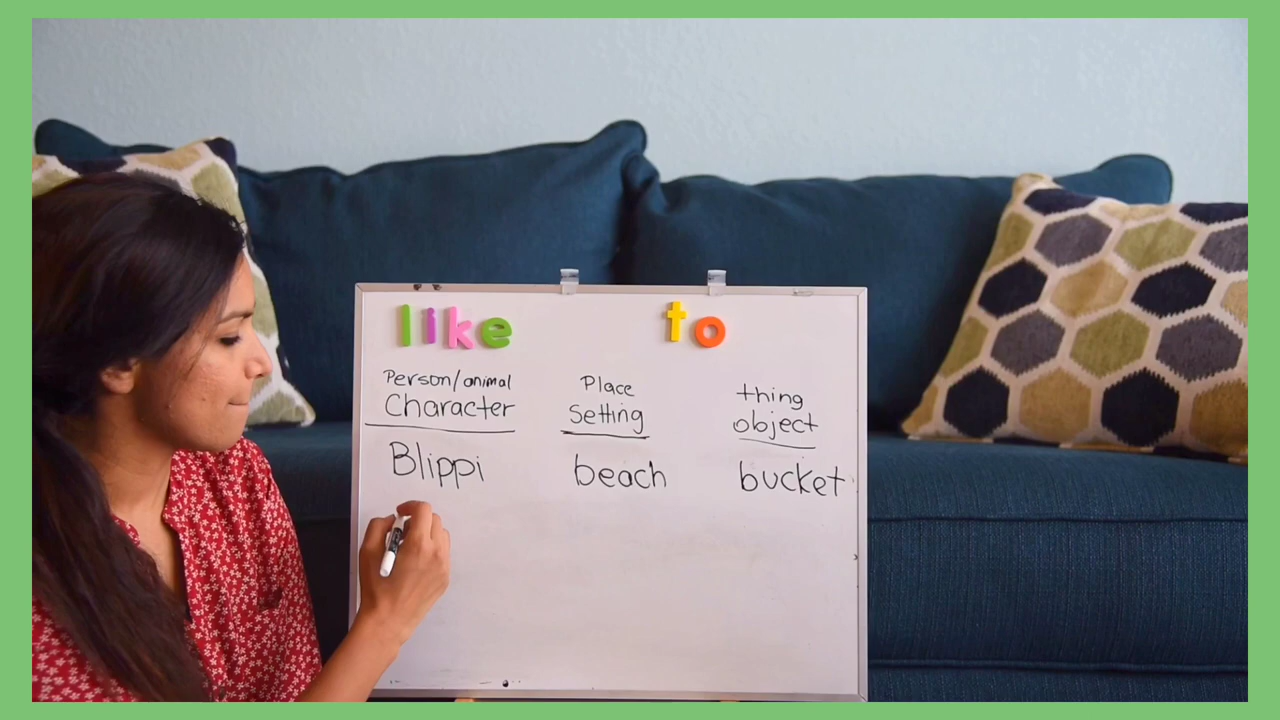 like to
Person/animal Place thing
Character Setting object
Blippi beach bucket